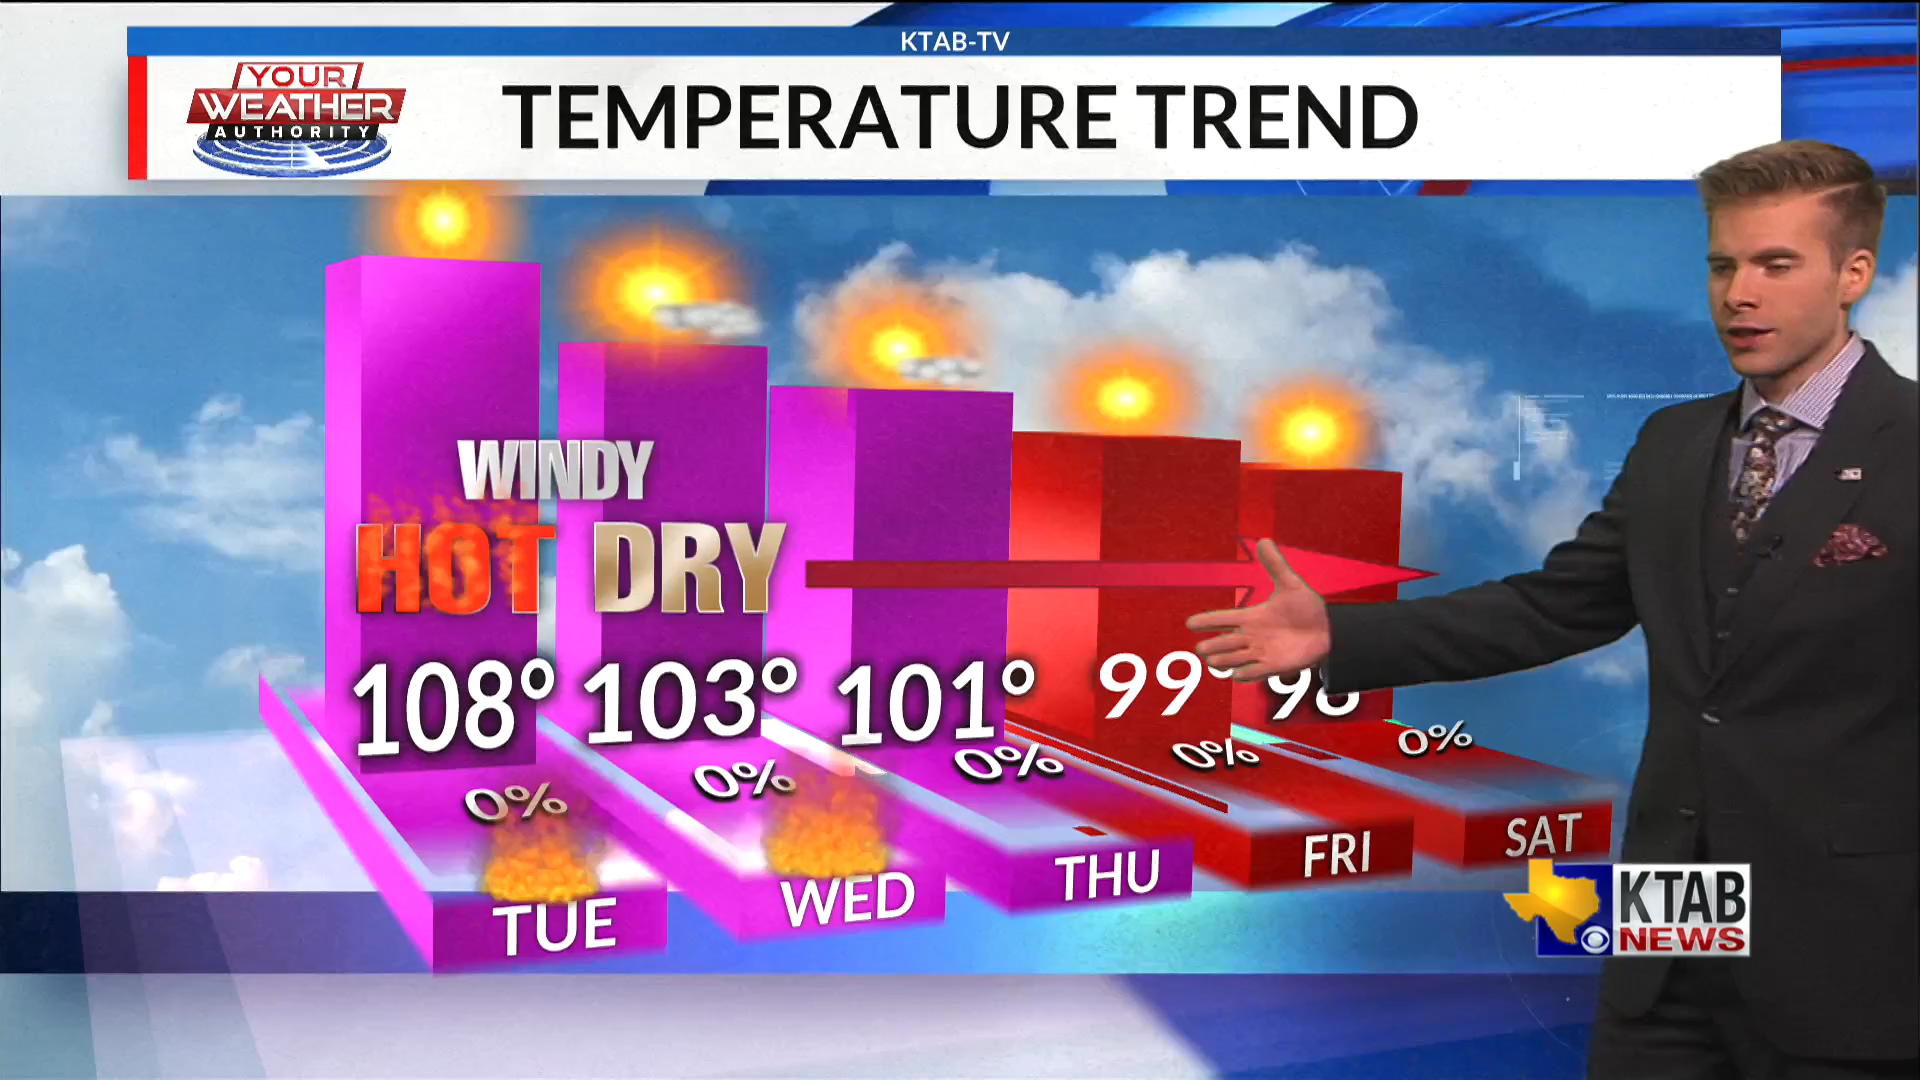 KTAB-TV
YOUR
WEATHER
AUTHORITY
TEMPERATURE TREND
WINDY
HOT DRY
108° 103° 101° 99°
0% 0% 0% 0% 0%
TUE WED THU FRI SAT
KTAB
NEWS